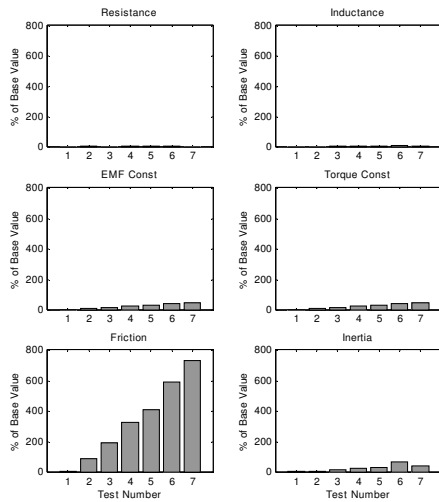 Resistance
Inductance
% of Base Value
800
600
400
200
0
1 2 3 4 5 6 7
% of Base Value
800
600
400
200
0
1 2 3 4 5 6 7
EMF Const
Torque Const
% of Base Value
800
600
400
200
0
1 2 3 4 5 6 7
% of Base Value
800
600
400
200
0
1 2 3 4 5 6 7
Friction
Inertia
% of Base Value
800
600
400
200
0
1 2 3 4 5 6 7
Test Number
% of Base Value
800
600
400
200
0
1 2 3 4 5 6 7
Test Number